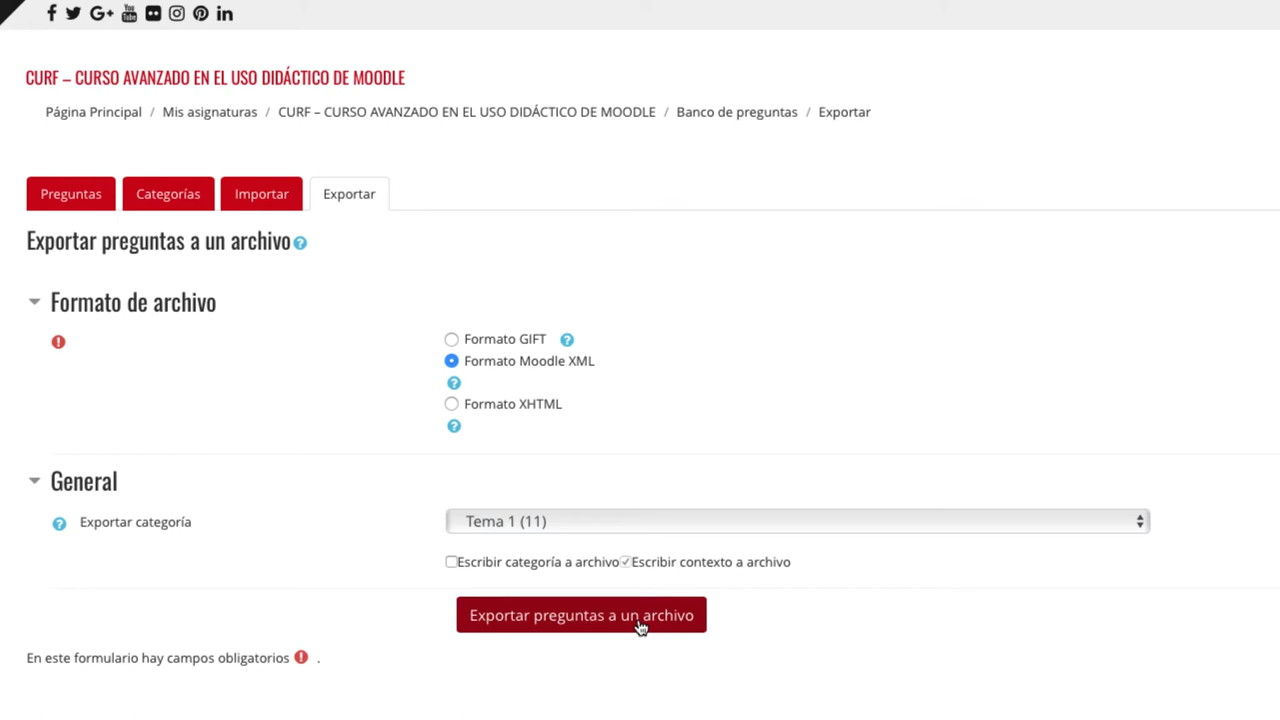 CURF – CURSO AVANZADO EN EL USO DIDÁCTICO DE MOODLE
Página Principal / Mis asignaturas / CURF – CURSO AVANZADO EN EL USO DIDÁCTICO DE MOODLE / Banco de preguntas / Exportar
Preguntas Categorías Importar Exportar
Exportar preguntas a un archivo
Formato de archivo
Formato GIFT
Formato Moodle XML
Formato XHTML
General
Exportar categoría Tema 1 (11)
Escribir categoría a archivo Escribir contexto a archivo
Exportar preguntas a un archivo
En este formulario hay campos obligatorios .